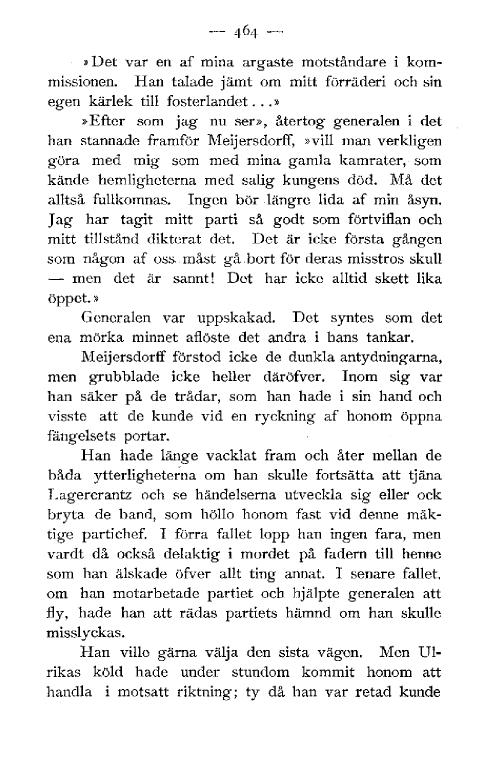 — 464 —
»Det var en af mina argaste motståndare i kom-
missionen. Han talade jämt om mitt förräderi och sin
egen kärlek till fosterlandet . . .»
»Efter som jag nu ser», återtog generalen i det
han stannade framför Meijersdorff, »vill man verkligen
göra med mig som med mina gamla kamrater, som
kände hemligheterna med salig kungens död. Må det
alltså fullkomnas. Ingen bör längre lida af min åsyn.
Jag har tagit mitt parti så godt som förtviflan och
mitt tillstånd dikterat det. Det är icke första gången
som någon af oss måst gå bort för deras misstros skull
— men det är sannt! Det har icke alltid skett lika
öppet.»
Generalen var uppskakad. Det syntes som det
ena mörka minnet aflöste det andra i hans tankar.
Meijersdorff förstod icke de dunkla antydningarna,
men grubblade icke heller däröfver. Inom sig var
han säker på de trådar, som han hade i sin hand och
visste att de kunde vid en ryckning af honom öppna
fängelsets portar.
Han hade länge vacklat fram och åter mellan de
båda ytterligheterna om han skulle fortsätta att tjäna
Lagercrantz och se händelserna utveckla sig eller ock
bryta de band, som höllo honom fast vid denne mäk-
tige partichef. I förra fallet lopp han ingen fara, men
vardt då också delaktig i mordet på fadern till henne
som han älskade öfver allt ting annat. I senare fallet,
om han motarbetade partiet och hjälpte generalen att
fly, hade han att rädas partiets hämnd om han skulle
misslyckas.
Han ville gärna välja den sista vägen. Men Ul-
rikas köld hade under stundom kommit honom att
handla i motsatt riktning; ty då han var retad kunde